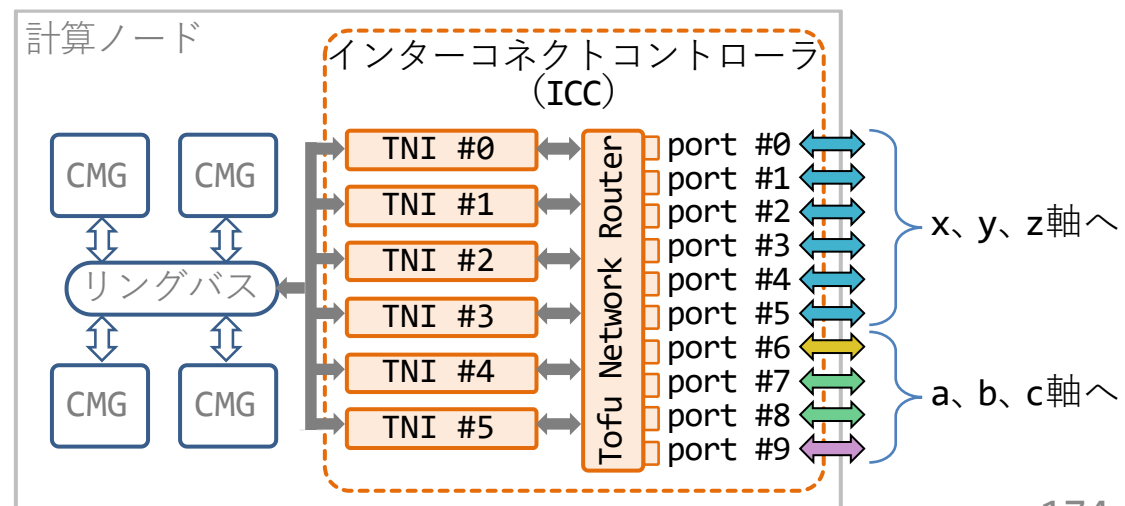 計算ノード
インターコネクトコントローラ
(ICC)
CMG
CMG
リングバス
CMG
CMG
TNI #0
TNI #1
TNI #2
TNI #3
TNI #4
TNI #5
Tofu Network Router
port #0
port #1
port #2
port #3
port #4
port #5
port #6
port #7
port #8
port #9
x、y、z軸へ
a、b、c軸へ